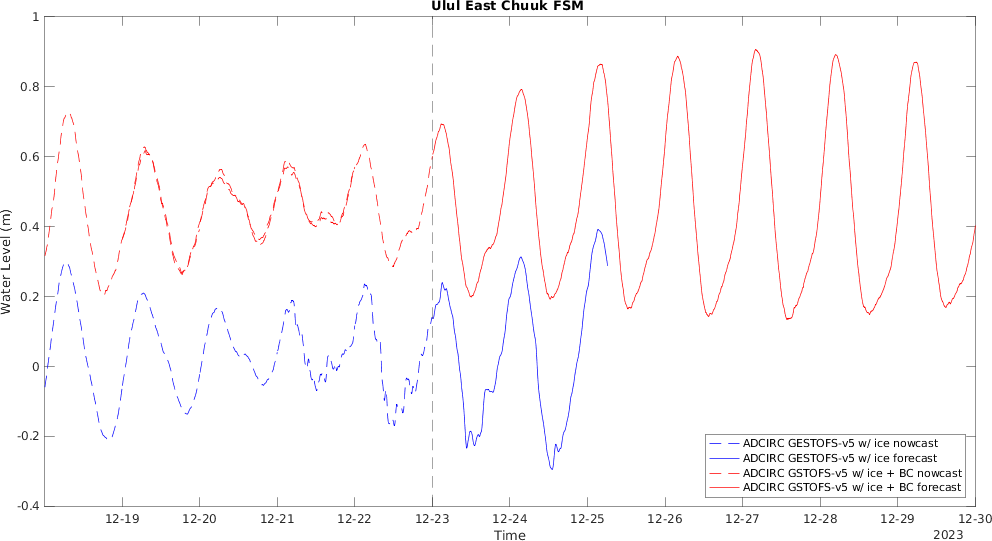 Ulul East Chuuk FSM
Water Level (m)
1
0.8
0.6
0.4
0.2
0
-0.2
-0.4
ADCIRC GESTOFS-v5 w/ ice nowcast
ADCIRC GESTOFS-v5 w/ ice forecast
ADCIRC GSTOFS-v5 w/ ice + BC nowcast
ADCIRC GSTOFS-v5 w/ ice + BC forecast
12-19 12-20 12-21 12-22 12-23 12-24 12-25 12-26 12-27 12-28 12-29 12-30
Time
2023